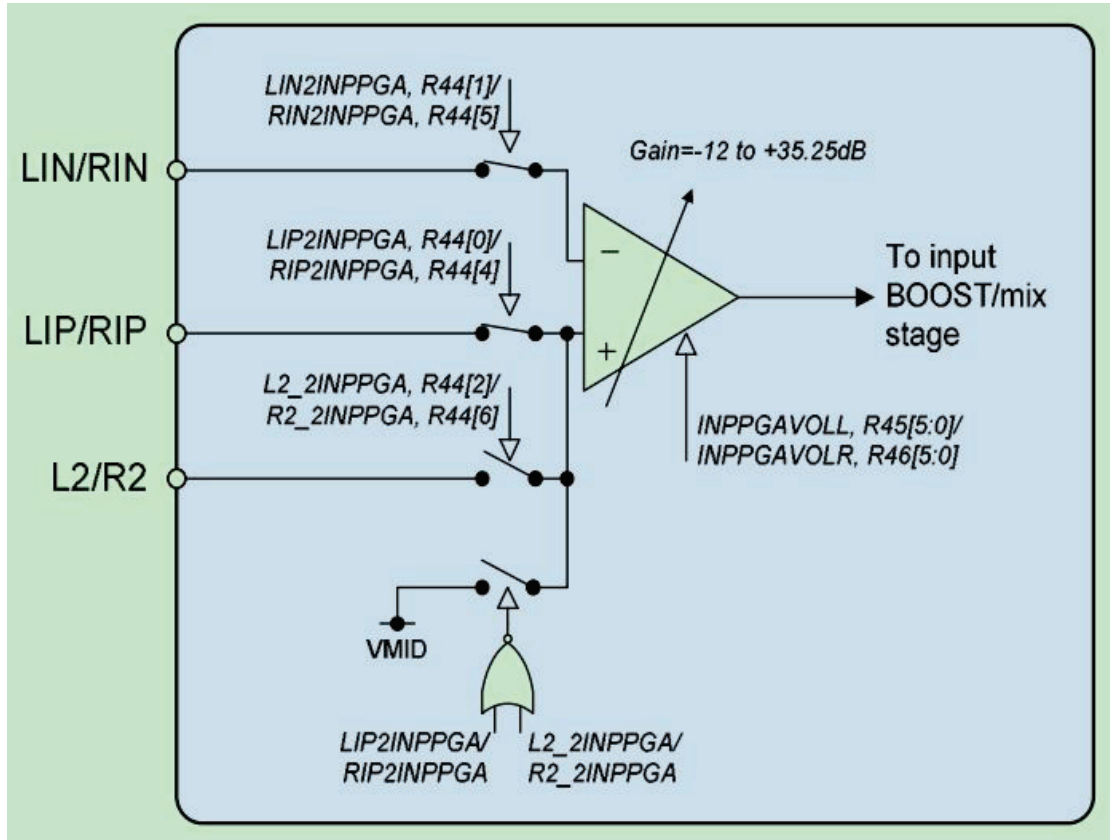 LIN2INPPGA, R44[1]/
RIN2INPPGA, R44[5]
Gain=-12 to +35.25dB
LIN/RIN
LIP2INPPGA, R44[0]/
RIP2INPPGA, R44[4]
−
To input
BOOST/mix
stage
LIP/RIP
+
L2_2INPPGA, R44[2]/
R2_2INPPGA, R44[6]
INPPGAVOLL, R45[5:0]/
INPPGAVOLR, R46[5:0]
L2/R2
VMID
LIP2INPPGA/
RIP2INPPGA
L2_2INPPGA/
R2_2INPPGA